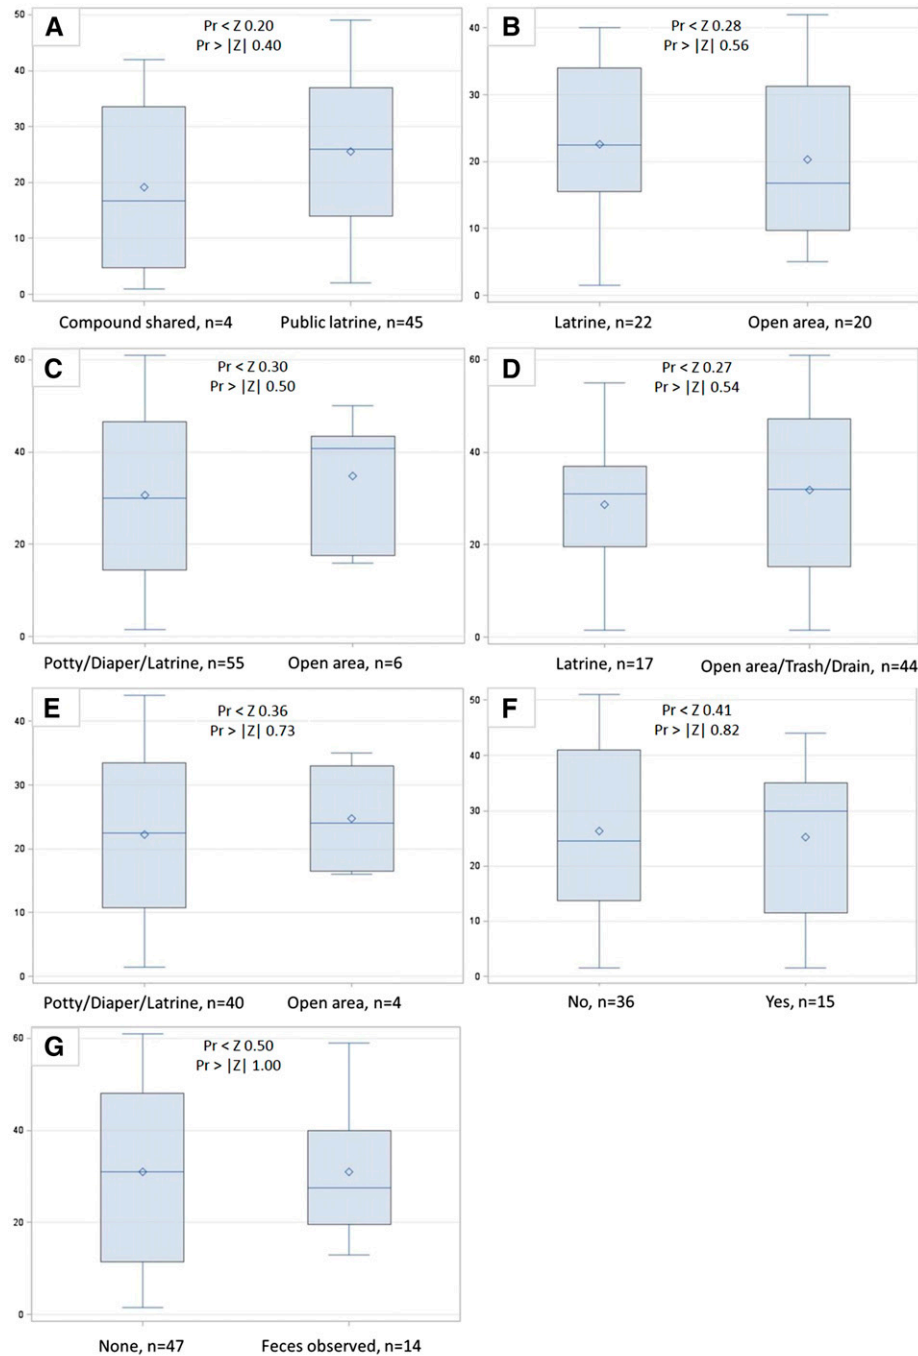 A
Pr < Z 0.20
Pr > |Z| 0.40
50
40
30
20
10
0
Compound shared, n=4
Public latrine, n=45
B
Pr < Z 0.28
Pr > |Z| 0.56
40
30
20
10
0
Latrine, n=22
Open area, n=20
C
Pr < Z 0.30
Pr > |Z| 0.50
60
40
20
0
Potty/Diaper/Latrine, n=55
Open area, n=6
D
Pr < Z 0.27
Pr > |Z| 0.54
60
40
20
0
Latrine, n=17
Open area/Trash/Drain, n=44
E
Pr < Z 0.36
Pr > |Z| 0.73
40
30
20
10
0
Potty/Diaper/Latrine, n=40
Open area, n=4
F
Pr < Z 0.41
Pr > |Z| 0.82
50
40
30
20
10
0
No, n=36
Yes, n=15
G
Pr < Z 0.50
Pr > |Z| 1.00
60
40
20
0
None, n=47
Feces observed, n=14